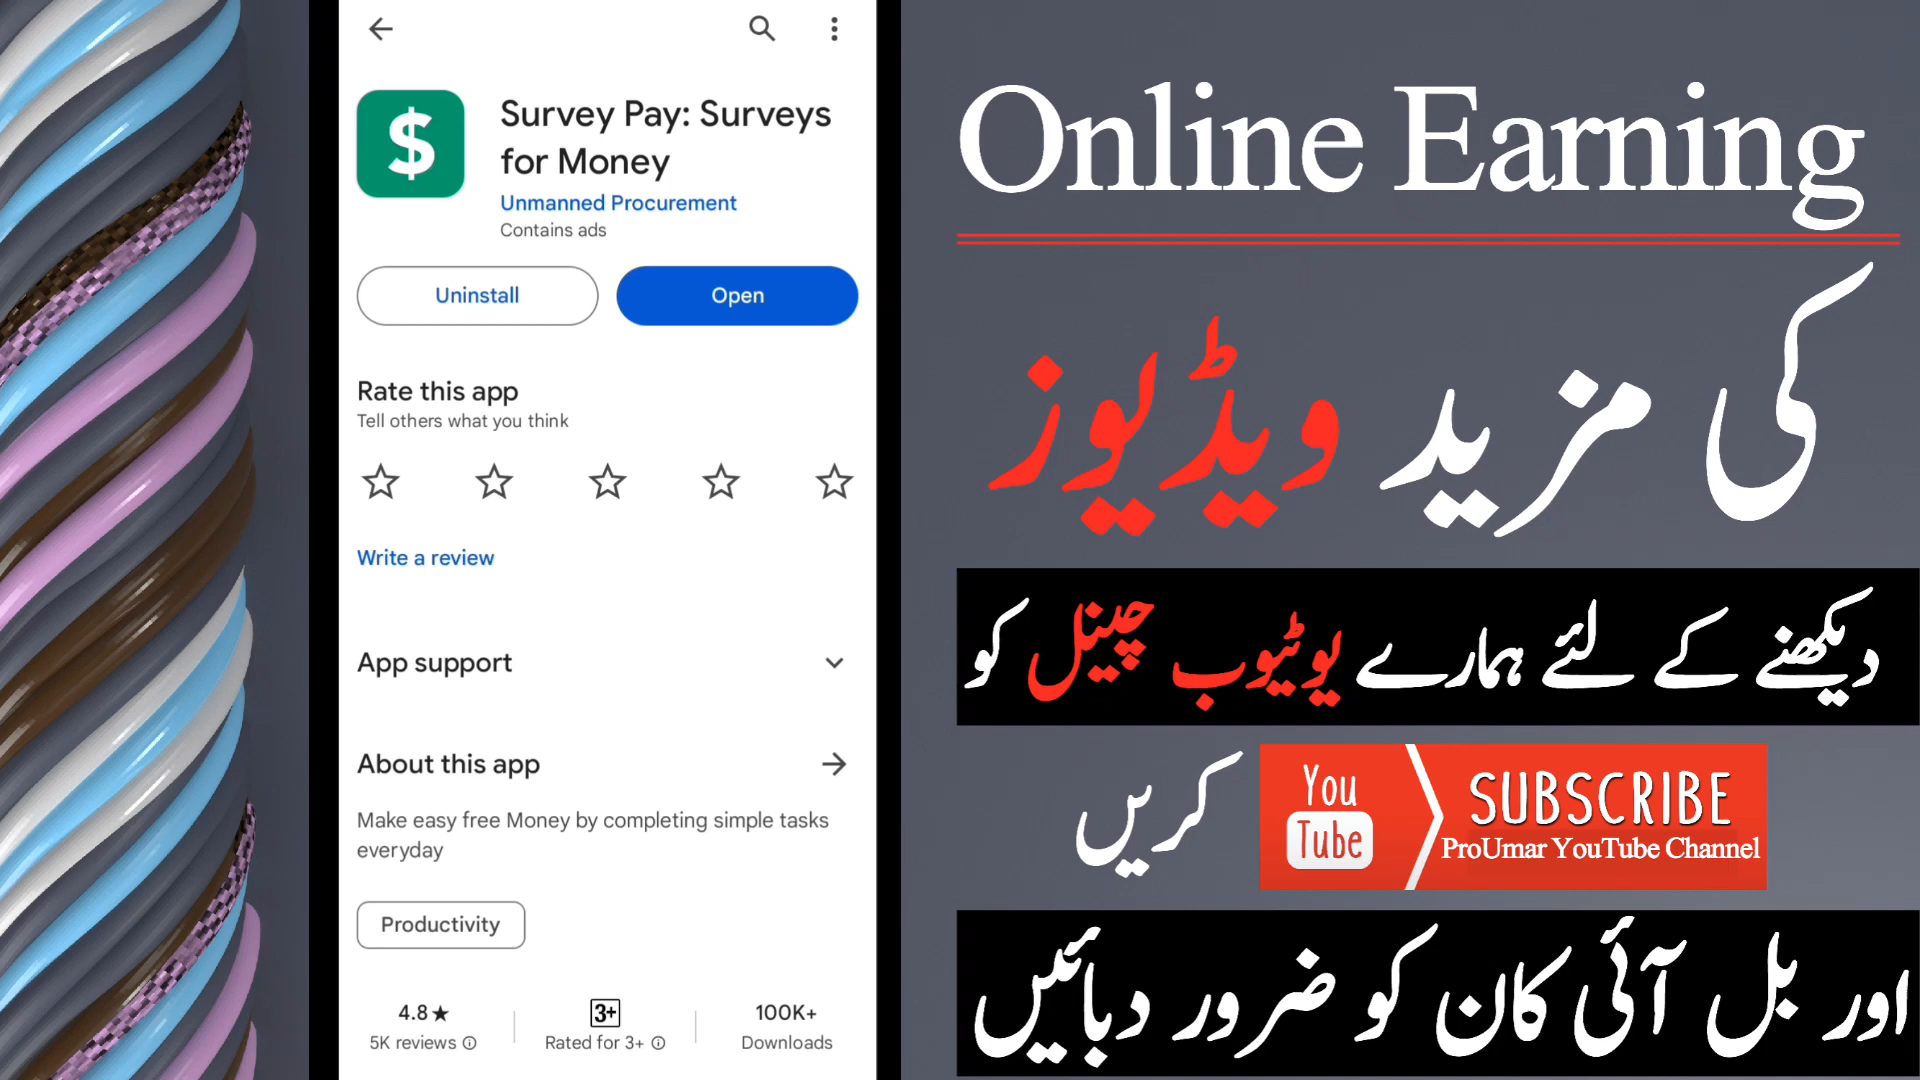 Survey Pay: Surveys
for Money
Unmanned Procurement
Contains ads
Uninstall
Open
Rate this app
Tell others what you think
Write a review
App support
About this app
Make easy free Money by completing simple tasks
everyday
Productivity
4.8★
5K reviews
3+
Rated for 3+
100K+
Downloads
Online Earning
کی مزید ویڈیوز
دیکھنے کے لئے ہمارے یوٹیوب چینل کو
You
Tube
SUBSCRIBE
ProUmar YouTube Channel
کریں
اور بل آئی کان کو ضرور دبائیں